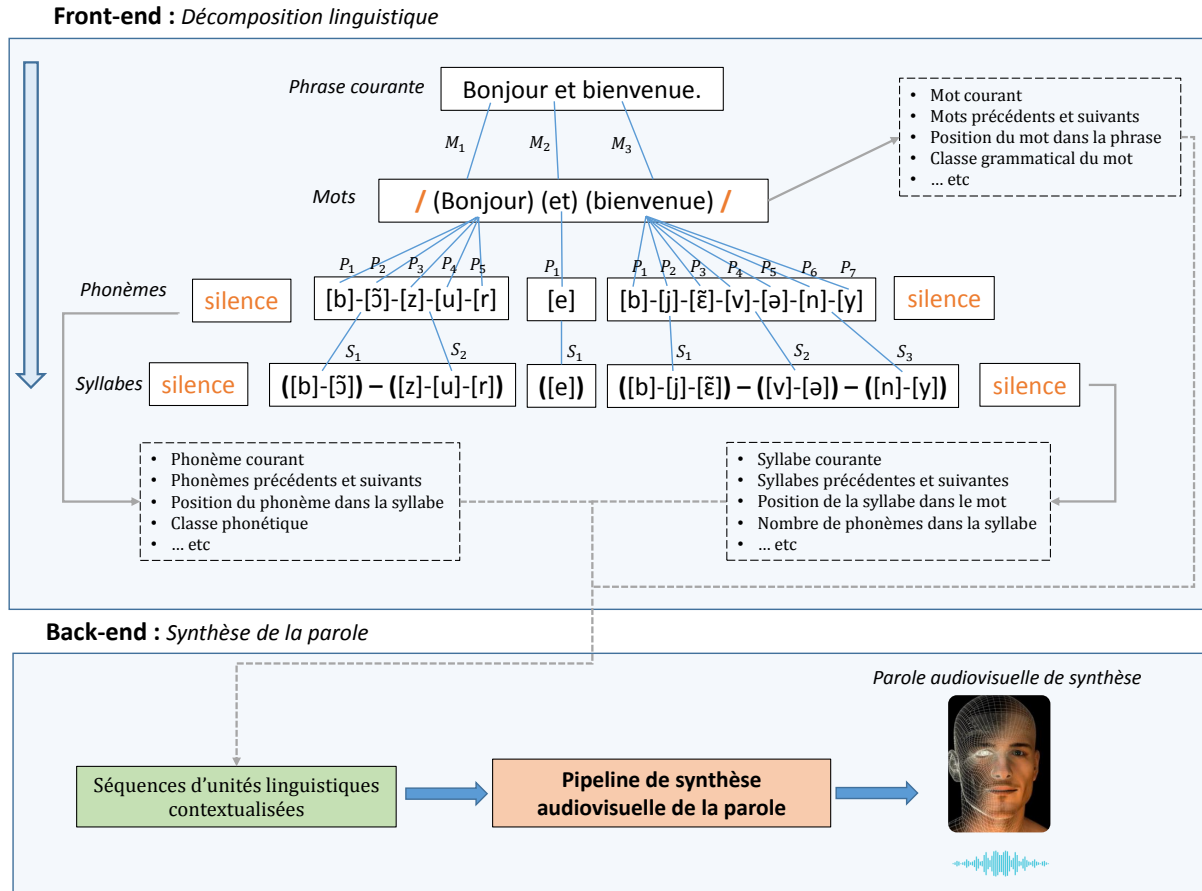 Front-end : Décomposition linguistique
Phrase courante
Bonjour et bienvenue.
M₁ M₂ M₃
Mots
/ (Bonjour) (et) (bienvenue) /
• Mot courant
• Mots précédents et suivants
• Position du mot dans la phrase
• Classe grammatical du mot
• ... etc
P₁ P₂ P₃ P₄ P₅ P₁ P₁ P₂ P₃ P₄ P₅ P₆ P₇
Phonèmes
silence [b]-[ɔ̃]-[z]-[u]-[r] [e] [b]-[j]-[ɛ̃]-[v]-[ə]-[n]-[y] silence
S₁ S₂ S₁ S₁ S₂ S₃
Syllabes
silence ([b]-[ɔ̃]) – ([z]-[u]-[r]) ([e]) ([b]-[j]-[ɛ̃]) – ([v]-[ə]) – ([n]-[y]) silence
• Phonème courant
• Phonèmes précédents et suivants
• Position du phonème dans la syllabe
• Classe phonétique
• ... etc
• Syllabe courante
• Syllabes précédentes et suivantes
• Position de la syllabe dans le mot
• Nombre de phonèmes dans la syllabe
• ... etc
Back-end : Synthèse de la parole
Séquences d'unités linguistiques
contextualisées
Pipeline de synthèse
audiovisuelle de la parole
Parole audiovisuelle de synthèse